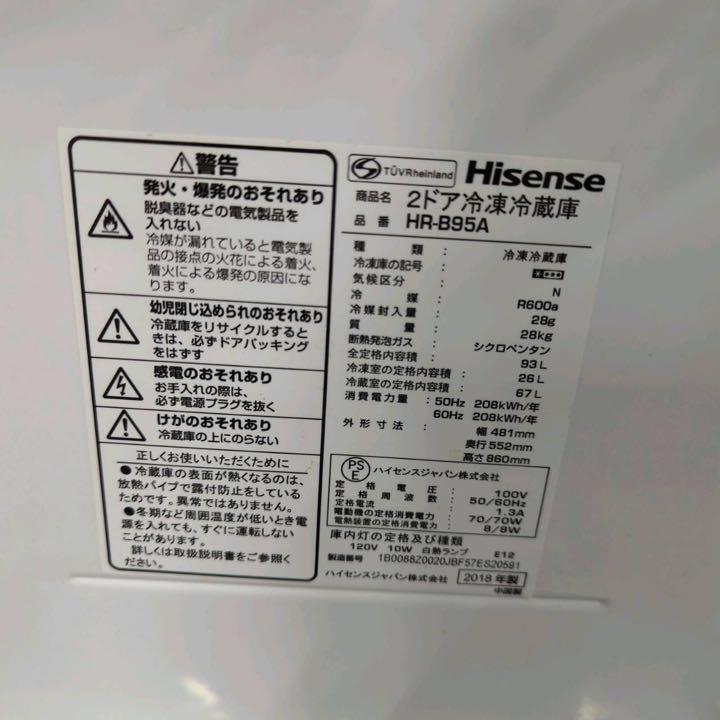 ⚠警告
発火・爆発のおそれあり
脱臭器などの電気製品を
入れない
冷媒が漏れていると電気製
品の接点の火花による着火、
着火による爆発の原因にな
ります。
幼児閉じ込められのおそれあり
冷蔵庫をリサイクルすると
きは、必ずドアパッキング
をはずす
感電のおそれあり
お手入れの際は、
必ず電源プラグを抜く
けがのおそれあり
冷蔵庫の上にのらない
正しくお使いいただくために
●冷蔵庫の表面が熱くなるのは、
放熱パイプで露付防止をしている
ためです。異常ではありません。
●冬期など周囲温度が低いとき電
源を入れても、すぐに運転しない
ことがあります。
詳しくは取扱説明書をご参照く
ださい。
TÜVRheinland Hisense
商品名 2ドア冷凍冷蔵庫
品番 HR-B95A
種類: 冷凍冷蔵庫
冷凍庫の記号:
気候区分: N
冷媒: R600a
冷媒封入量: 28g
質量: 28kg
断熱発泡ガス: シクロペンタン
全定格内容積: 93L
冷凍室の定格内容積: 26L
冷蔵室の定格内容積: 67L
消費電力量: 50Hz 208kWh/年
60Hz 208kWh/年
外形寸法: 幅 481mm
奥行 552mm
高さ 860mm
PSE ハイセンスジャパン株式会社
定格電圧: 100V
定格周波数: 50/60Hz
定格電流: 1.3A
電動機の定格消費電力: 70/70W
電熱装置の定格消費電力: 8/8W
庫内灯の定格及び種類
120V 10W 白熱ランプ E12
製造番号 1B0088Z0020JBF57ES20591
ハイセンスジャパン株式会社 2018年製
中国製